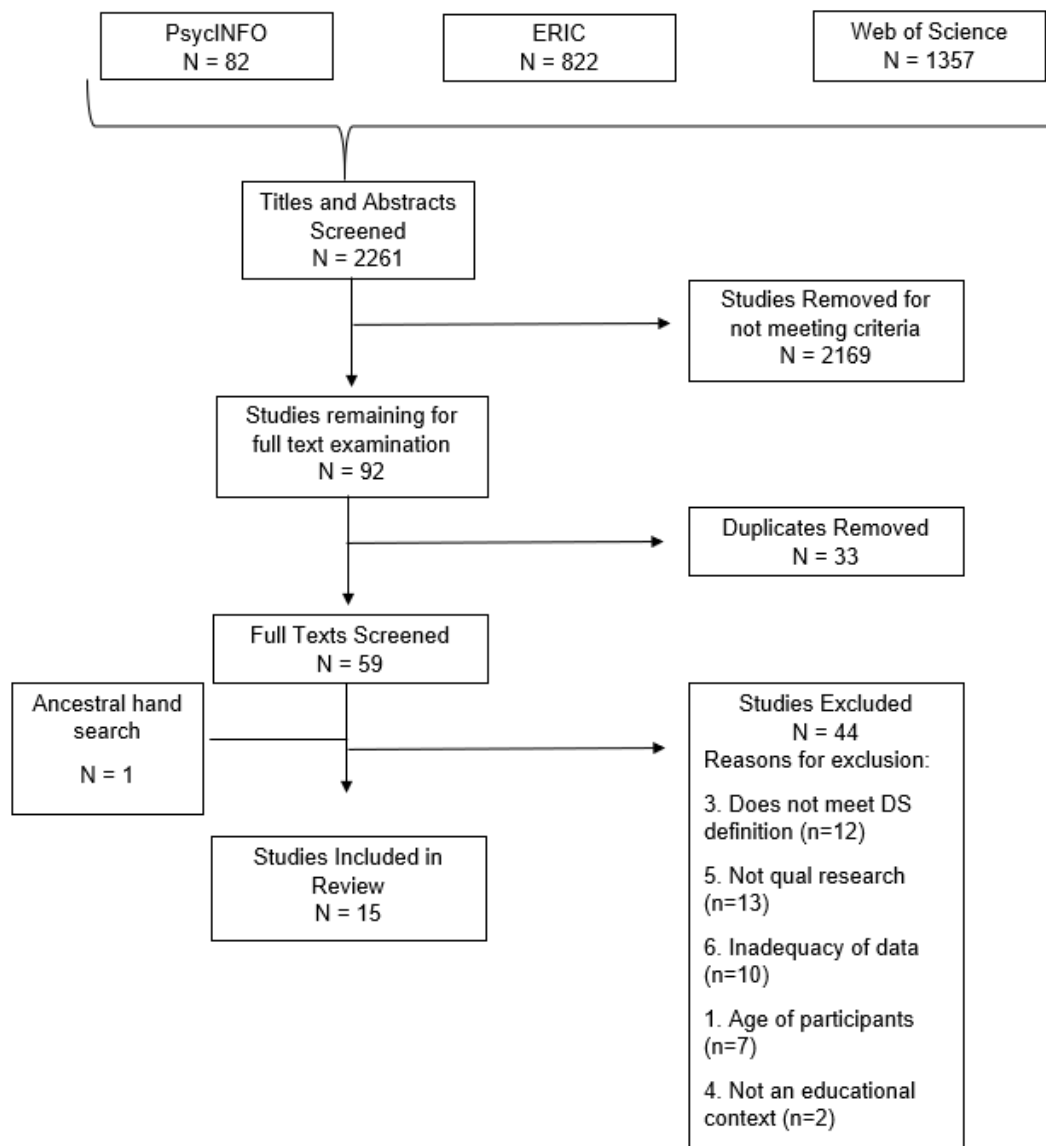 PsycINFO
N = 82
ERIC
N = 822
Web of Science
N = 1357
Titles and Abstracts
Screened
N = 2261
Studies Removed for
not meeting criteria
N = 2169
Studies remaining for
full text examination
N = 92
Duplicates Removed
N = 33
Full Texts Screened
N = 59
Ancestral hand
search
N = 1
Studies Excluded
N = 44
Reasons for exclusion:
3. Does not meet DS
definition (n=12)
5. Not qual research
(n=13)
6. Inadequacy of data
(n=10)
1. Age of participants
(n=7)
4. Not an educational
context (n=2)
Studies Included in
Review
N = 15